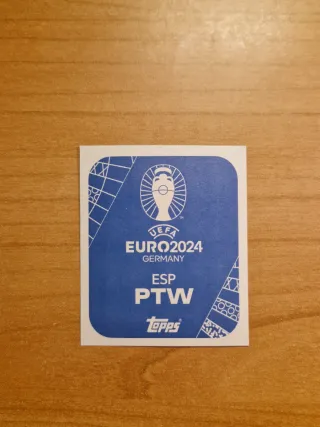 UEFA
EURO2024
GERMANY
ESP
PTW
Topps